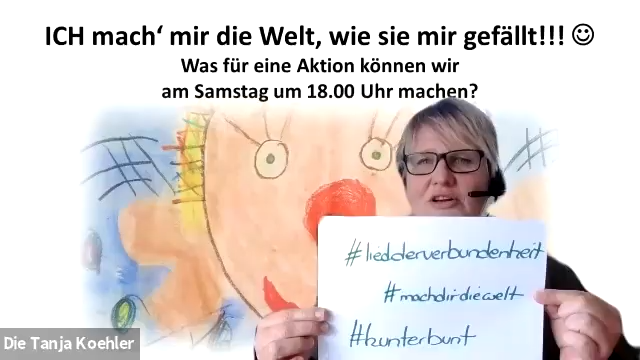 ICH mach‘ mir die Welt, wie sie mir gefällt!!! ☺
Was für eine Aktion können wir
am Samstag um 18.00 Uhr machen?
#liedderverbundenheit
#machdirdiewelt
#kunterbunt
Die Tanja Koehler